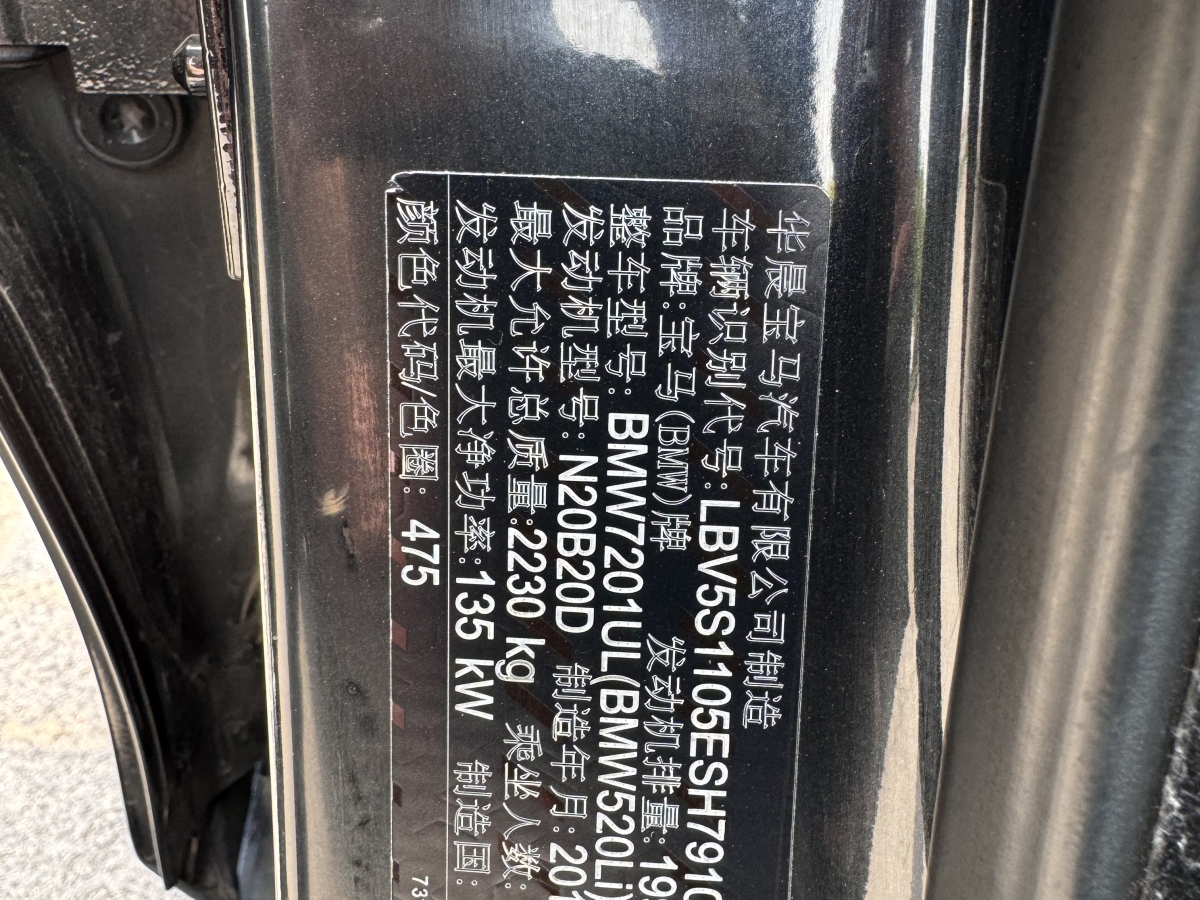 华晨宝马汽车有限公司制造
车辆识别代号:LBV5S1105ESH7910
品牌:宝马(BMW)牌 发动机排量:19
整车型号: BMW7201UL(BMW520Li)
发动机型号: N20B20D 制造年月:201
最大允许总质量:2230 kg 乘坐人数:
发动机最大净功率:135 kW 制造国:
颜色代码/色圈: 475
73